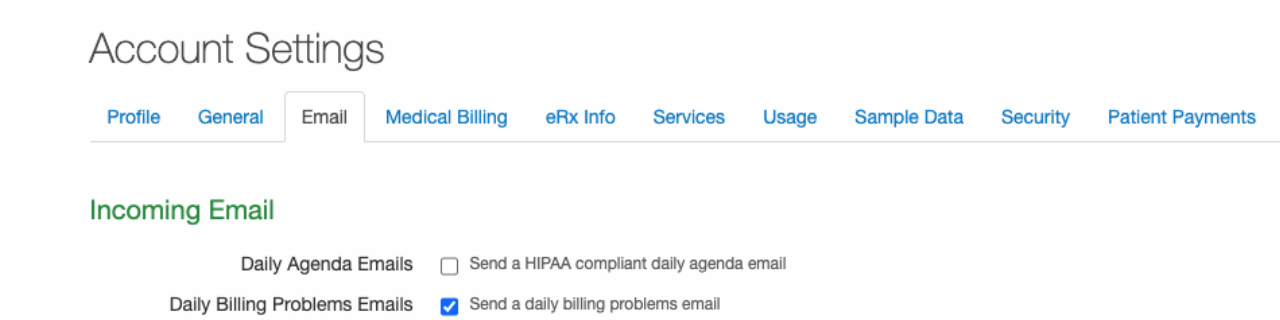 Account Settings
Profile General Email Medical Billing eRx Info Services Usage Sample Data Security Patient Payments
Incoming Email
Daily Agenda Emails Send a HIPAA compliant daily agenda email
Daily Billing Problems Emails Send a daily billing problems email